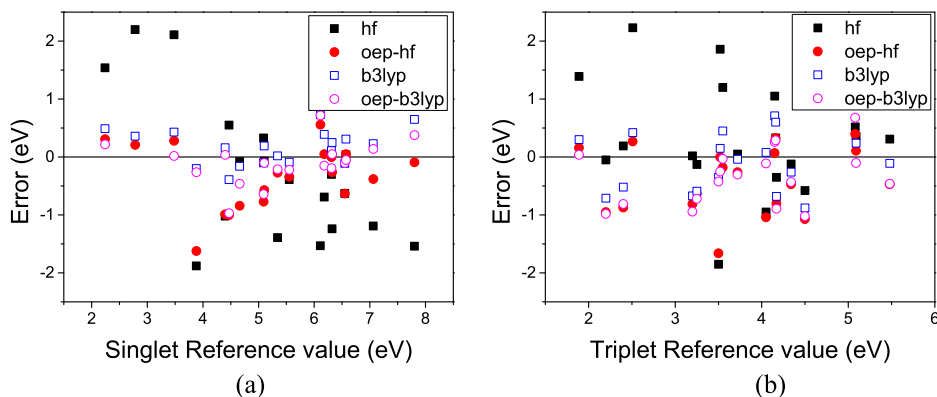 2
1
0
-1
-2
Error (eV)
hf
oep-hf
b3lyp
oep-b3lyp
2 3 4 5 6 7 8
Singlet Reference value (eV)
(a)
2
1
0
-1
-2
Error (eV)
hf
oep-hf
b3lyp
oep-b3lyp
2 3 4 5 6
Triplet Reference value (eV)
(b)